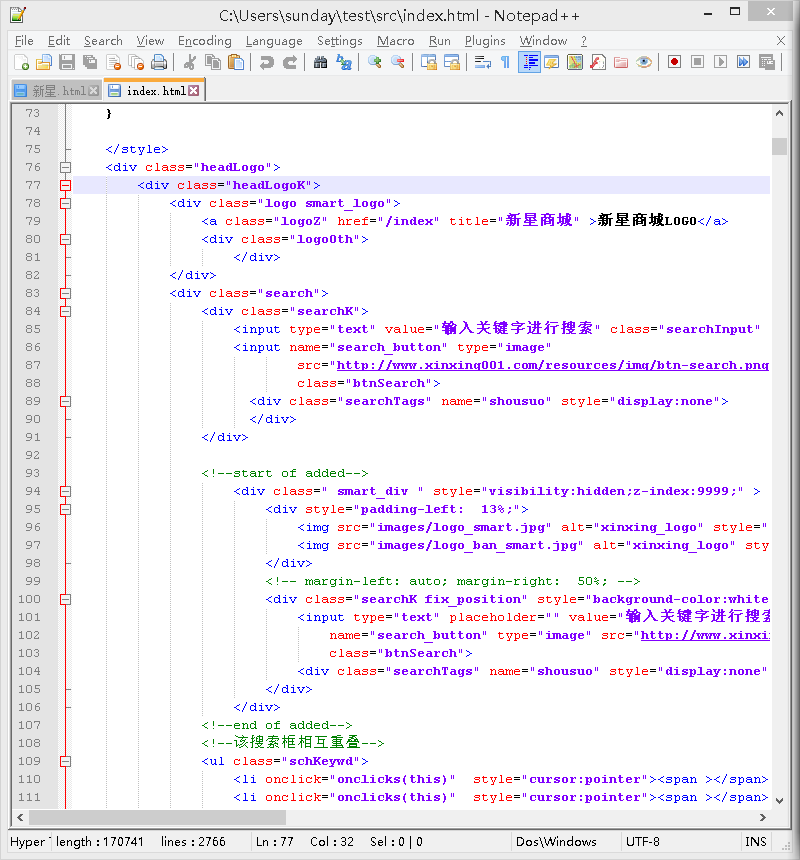 C:\Users\sunday\test\src\index.html - Notepad++
File Edit Search View Encoding Language Settings Macro Run Plugins Window ?
新星.html index.html
73 }
74
75 </style>
76 <div class="headLogo">
77 <div class="headLogoK">
78 <div class="logo smart_logo">
79 <a class="logoZ" href="/index" title="新星商城" >新星商城LOGO</a>
80 <div class="logoOth">
81 </div>
82 </div>
83 <div class="search">
84 <div class="searchK">
85 <input type="text" value="输入关键字进行搜索" class="searchInput"
86 <input name="search_button" type="image"
87 src="http://www.xinxing001.com/resources/img/btn-search.png
88 class="btnSearch">
89 <div class="searchTags" name="shousuo" style="display:none">
90 </div>
91 </div>
92
93 <!--start of added-->
94 <div class=" smart_div " style="visibility:hidden;z-index:9999;" >
95 <div style="padding-left:  13%;">
96 <img src="images/logo_smart.jpg" alt="xinxing_logo" style="
97 <img src="images/logo_ban_smart.jpg" alt="xinxing_logo" sty
98 </div>
99 <!-- margin-left: auto; margin-right:  50%; -->
100 <div class="searchK fix_position" style="background-color:white
101 <input type="text" placeholder="" value="输入关键字进行搜索
102 name="search_button" type="image" src="http://www.xinxi
103 class="btnSearch">
104 <div class="searchTags" name="shousuo" style="display:none"
105 </div>
106 </div>
107 <!--end of added-->
108 <!--该搜索框相互重叠-->
109 <ul class="schKeywd">
110 <li onclick="onclicks(this)"  style="cursor:pointer"><span ></span>
111 <li onclick="onclicks(this)"  style="cursor:pointer"><span ></span>
Hyper length : 170741 lines : 2766 Ln : 77 Col : 32 Sel : 0 | 0 Dos\Windows UTF-8 INS